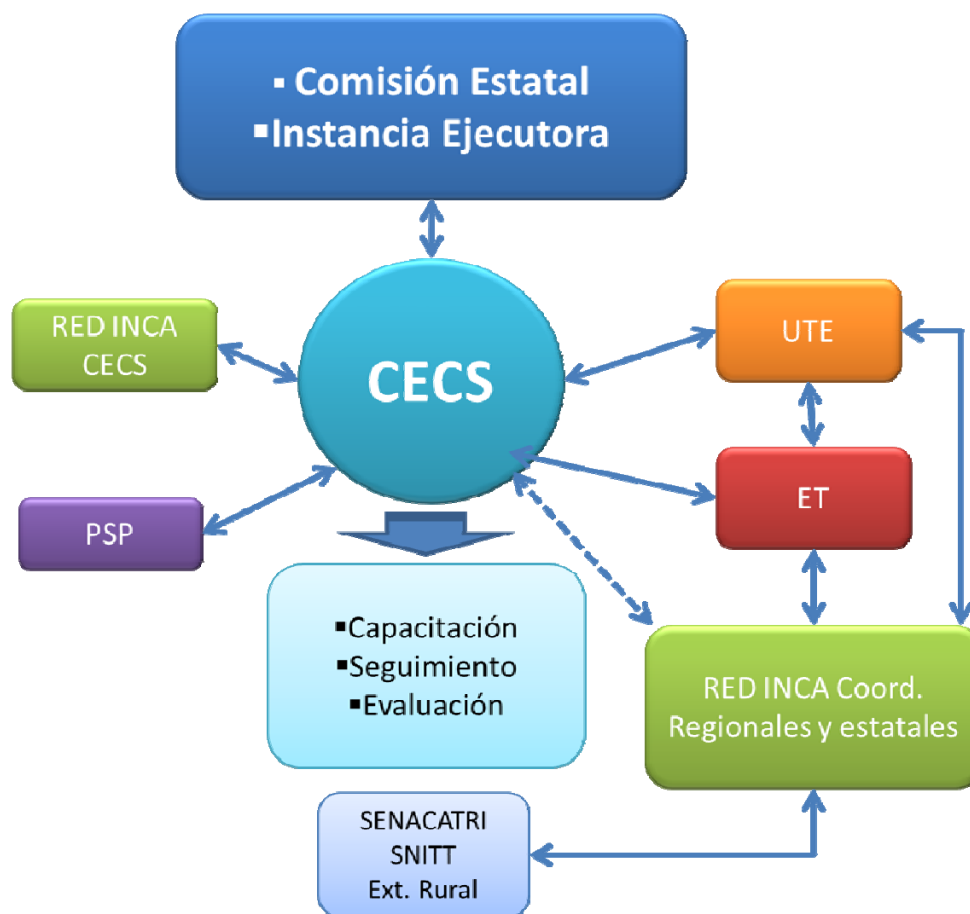 ▪ Comisión Estatal
▪Instancia Ejecutora
RED INCA
CECS
CECS
UTE
PSP
ET
▪Capacitación
▪Seguimiento
▪Evaluación
RED INCA Coord.
Regionales y estatales
SENACATRI
SNITT
Ext. Rural